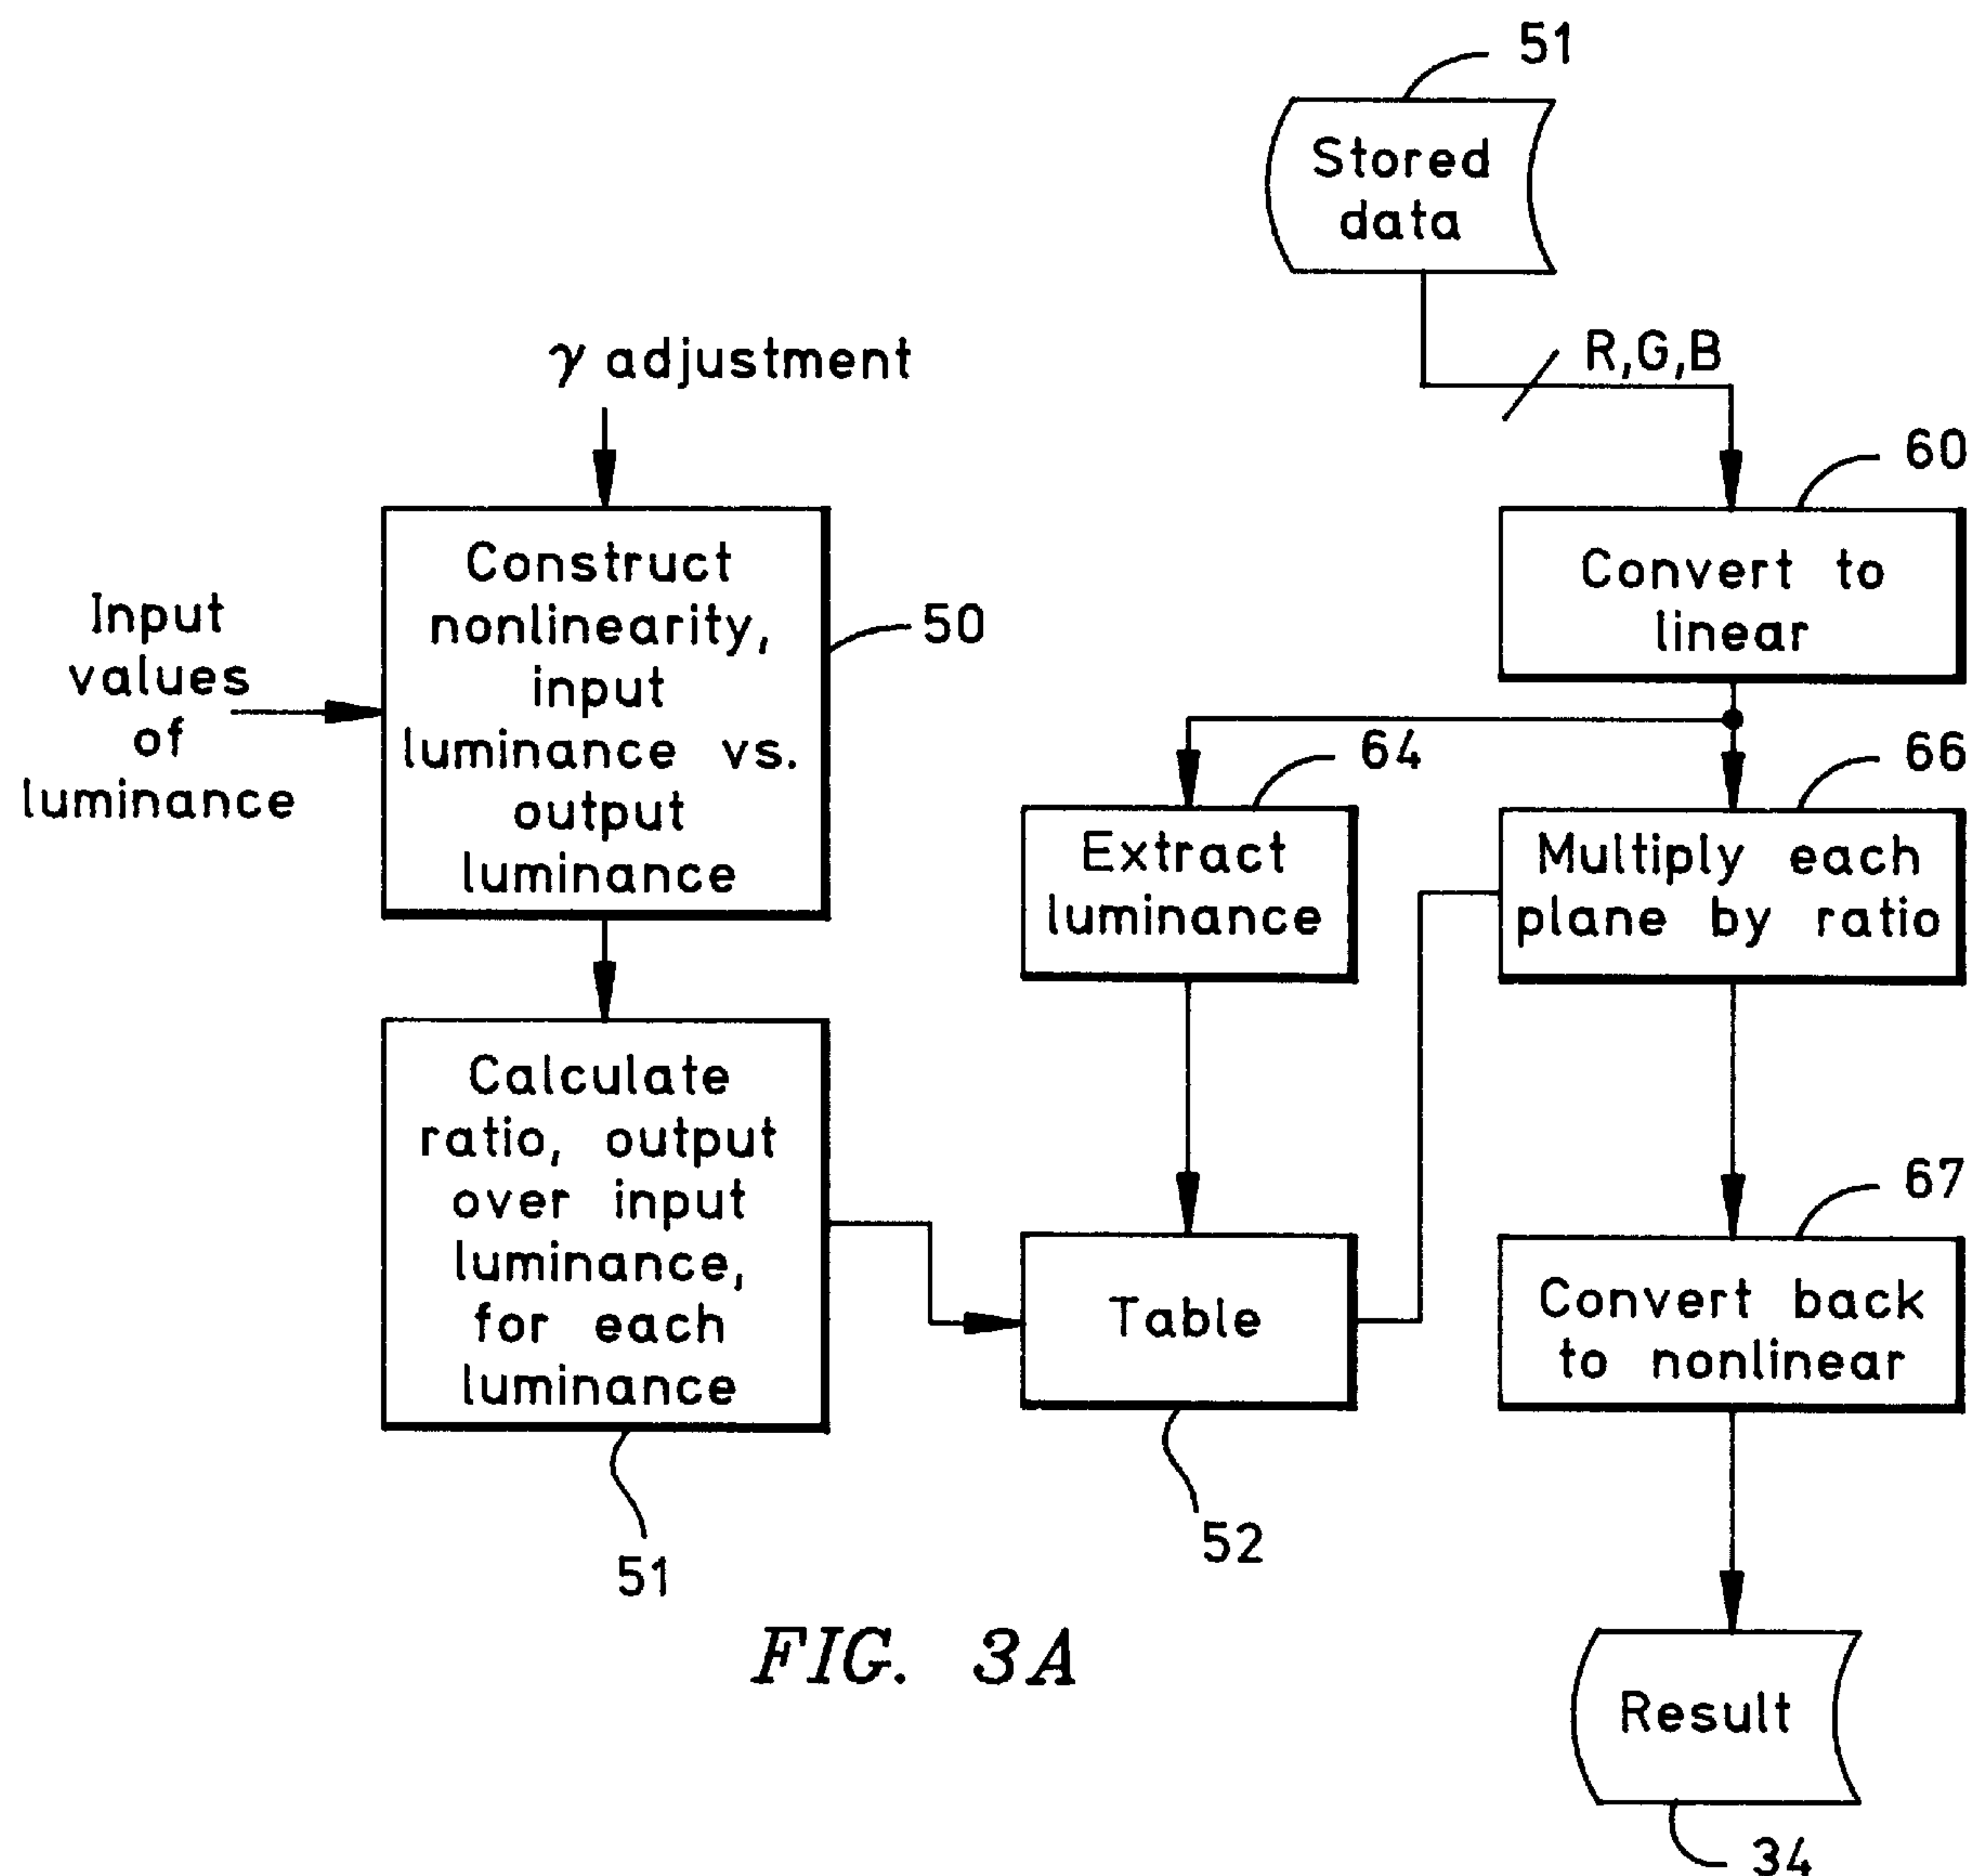 51
Stored
data
R,G,B
γ adjustment
60
Convert to
linear
Input
values
of
luminance
Construct
nonlinearity,
input
luminance vs.
output
luminance
50
64
Extract
luminance
66
Multiply each
plane by ratio
Calculate
ratio, output
over input
luminance,
for each
luminance
51
Table
52
67
Convert back
to nonlinear
Result
34
FIG. 3A